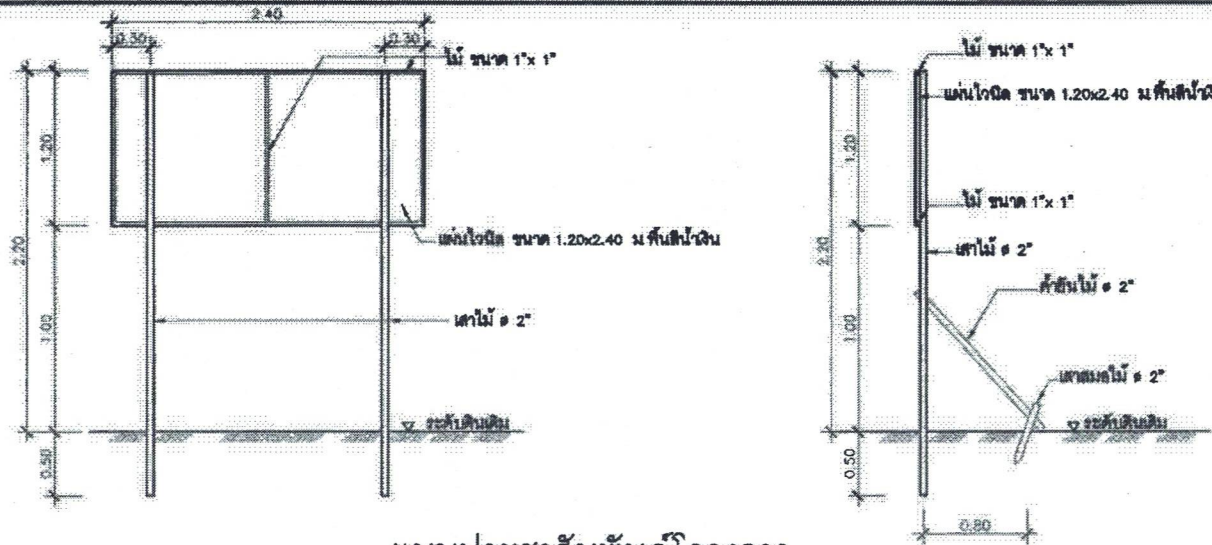 2.40
0.30
0.30
ไม้ ขนาด 1"x 1"
1.20
2.20
แผ่นไวนิล ขนาด 1.20x2.40 ม.พื้นสีน้ำเงิน
1.00
เสาไม้ ø 2"
ระดับดินเดิม
0.50
ไม้ ขนาด 1"x 1"
แผ่นไวนิล ขนาด 1.20x2.40 ม.พื้นสีน้ำเงิ
1.20
2.20
ไม้ ขนาด 1"x 1"
เสาไม้ ø 2"
ค้ำยันไม้ ø 2"
1.00
เสาสมอไม้ ø 2"
ระดับดินเดิม
0.50
0.80